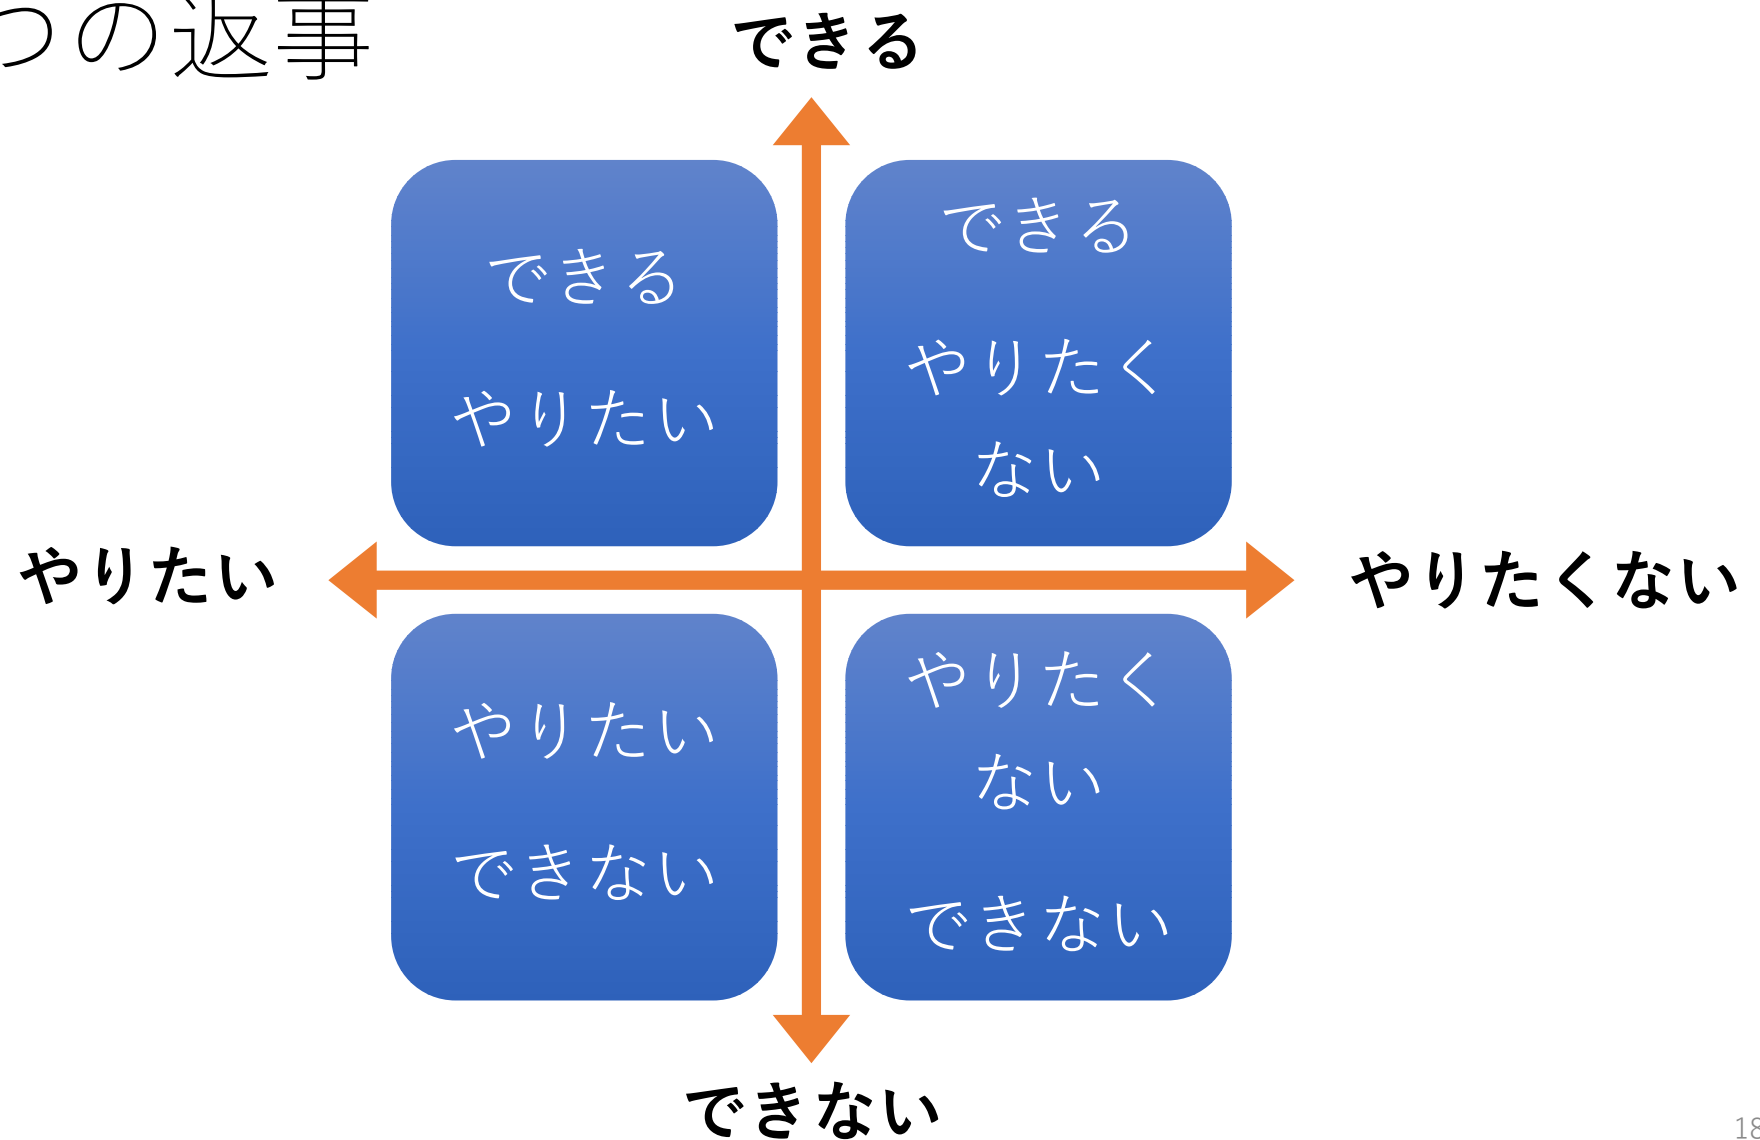 つの返事
できる
できる
やりたい
できる
やりたく
ない
やりたい
やりたくない
やりたい
できない
やりたく
ない
できない
できない
18